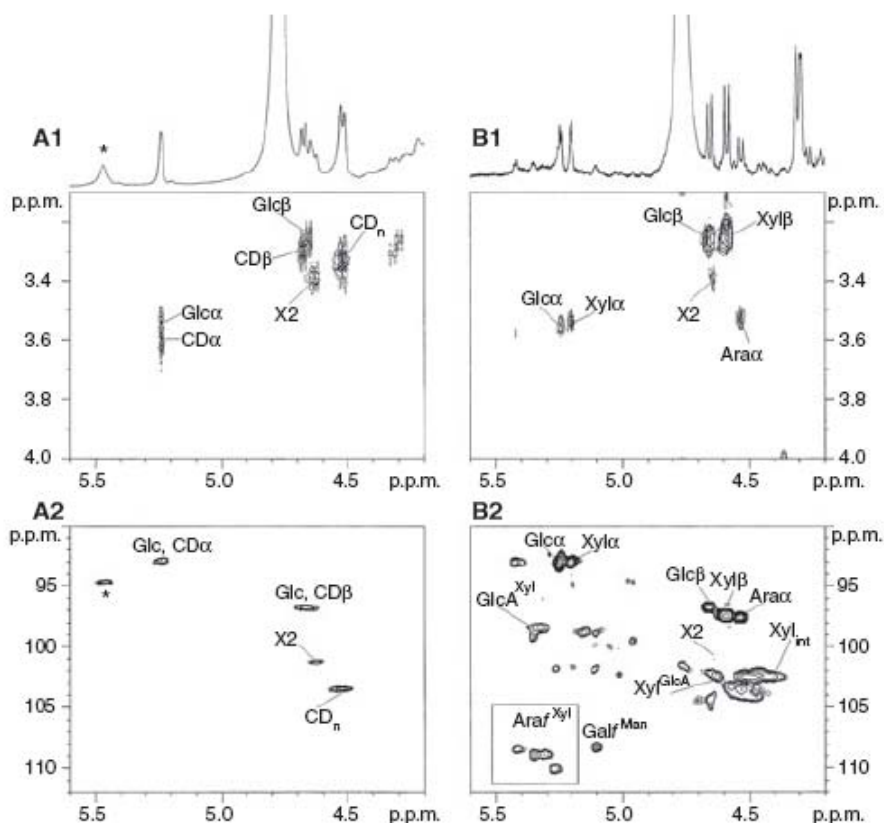 *
A1
B1
p.p.m.
p.p.m.
Glcβ
CDβ
CDn
X2
Glcα
CDα
Glcβ
Xylβ
Glcα
Xylα
X2
Araα
3.4
3.6
3.8
4.0
3.4
3.6
3.8
4.0
5.5
5.0
4.5
p.p.m.
5.5
5.0
4.5
p.p.m.
A2
B2
p.p.m.
p.p.m.
Glc, CDα
*
Glc, CDβ
X2
CDn
Glcα
Xylα
GlcA Xyl
Glcβ
Xylβ
Araα
X2
Xyl int
Xyl GlcA
Araf Xyl
Galf Man
95
100
105
110
95
100
105
110
5.5
5.0
4.5
p.p.m.
5.5
5.0
4.5
p.p.m.